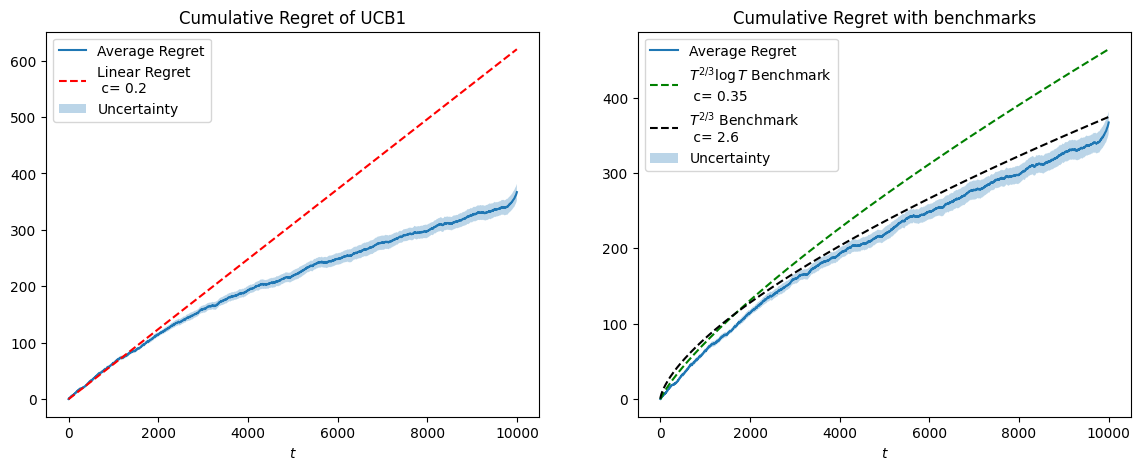 Cumulative Regret of UCB1
Average Regret
Linear Regret
c= 0.2
Uncertainty
600
500
400
300
200
100
0
0 2000 4000 6000 8000 10000
t
Cumulative Regret with benchmarks
Average Regret
T^{2/3} log T Benchmark
c= 0.35
T^{2/3} Benchmark
c= 2.6
Uncertainty
400
300
200
100
0
0 2000 4000 6000 8000 10000
t